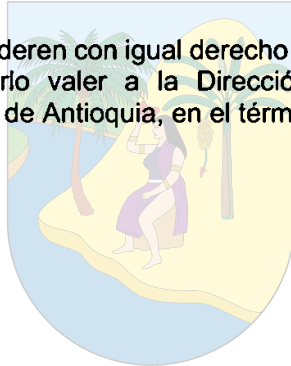 deren con igual derecho
rlo valer a la Direcció
de Antioquia, en el térm